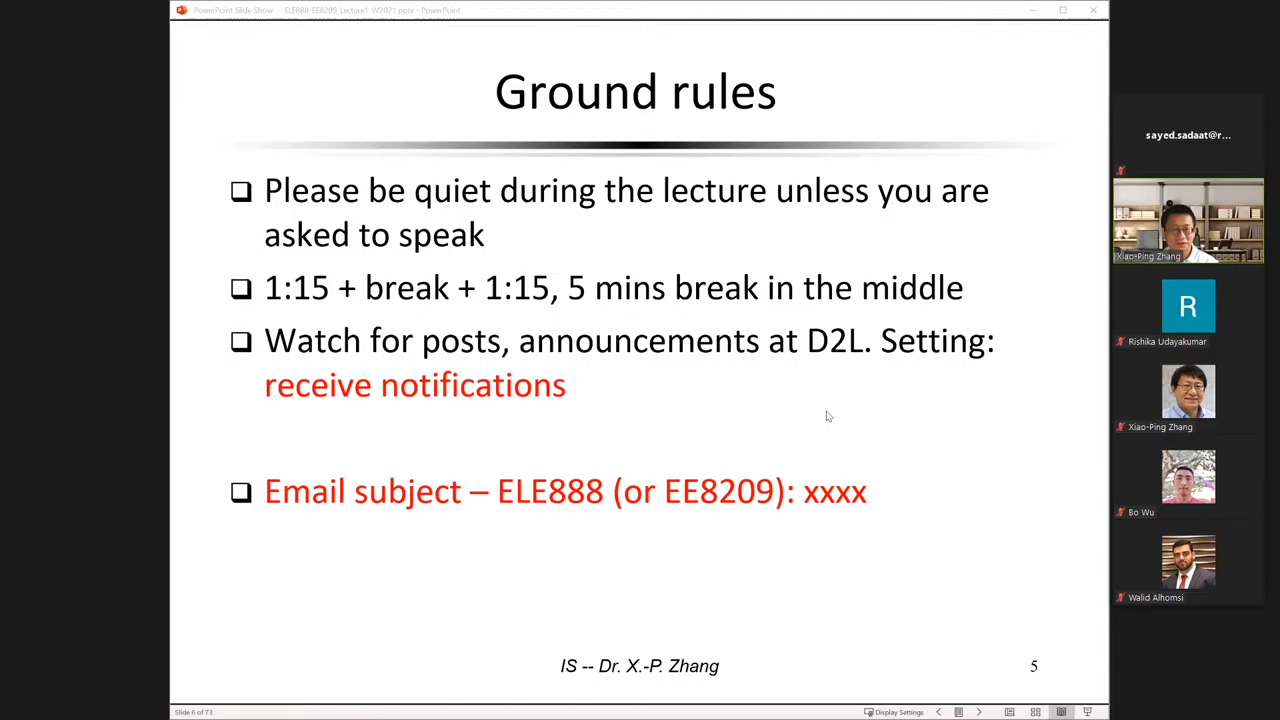 PowerPoint Slide Show - ELE888-EE8209_Lecture1-W2021.pptx - PowerPoint
Ground rules
Please be quiet during the lecture unless you are
asked to speak
1:15 + break + 1:15, 5 mins break in the middle
Watch for posts, announcements at D2L. Setting:
receive notifications
Email subject – ELE888 (or EE8209): xxxx
IS -- Dr. X.-P. Zhang
5
Slide 6 of 73
Display Settings
sayed.sadaat@r...
Xiao-Ping Zhang
R
Rishika Udayakumar
Xiao-Ping Zhang
Bo Wu
Walid Alhomsi